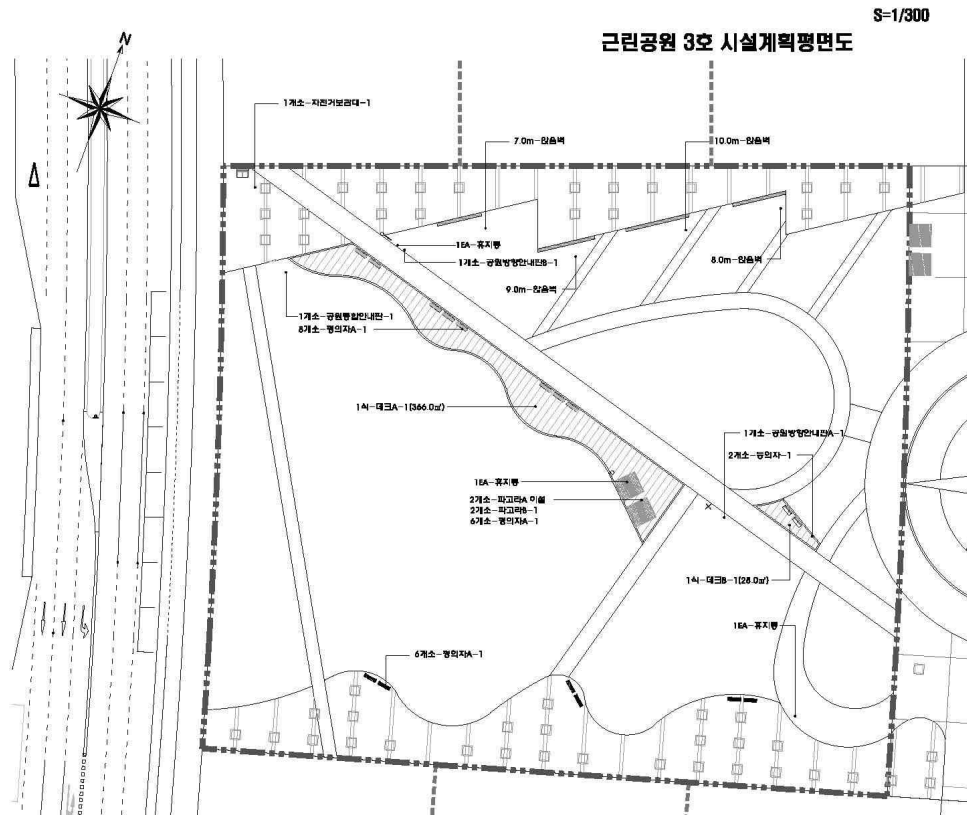 S=1/300
근린공원 3호 시설계획평면도
N
1개소-자전거보관대-1
7.0m-앉음벽
10.0m-앉음벽
1EA-휴지통
1개소-공원방향안내판B-1
8.0m-앉음벽
9.0m-앉음벽
1개소-공원종합안내판-1
8개소-평의자A-1
1식-데크A-1(366.0㎡)
1개소-공원방향안내판A-1
2개소-등의자-1
1EA-휴지통
2개소-파고라A 이설
2개소-파고라B-1
6개소-평의자A-1
1식-데크B-1(28.0㎡)
1EA-휴지통
6개소-평의자A-1